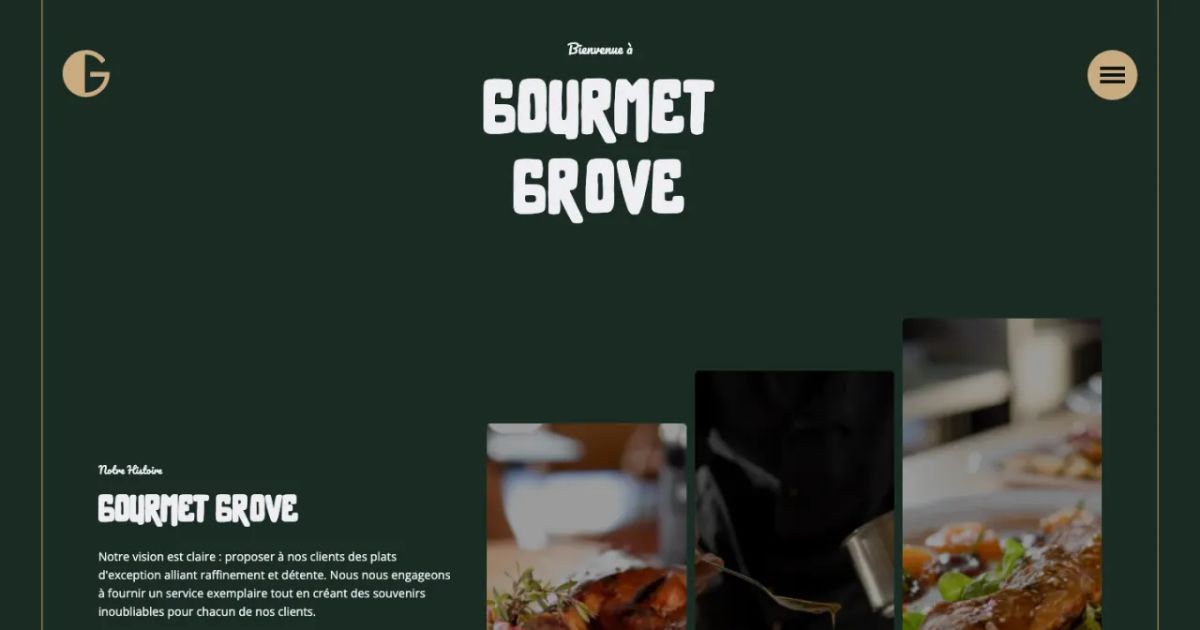 Bienvenue à
G
GOURMET
GROVE
Notre Histoire
GOURMET GROVE
Notre vision est claire : proposer à nos clients des plats
d'exception alliant raffinement et détente. Nous nous engageons
à fournir un service exemplaire tout en créant des souvenirs
inoubliables pour chacun de nos clients.